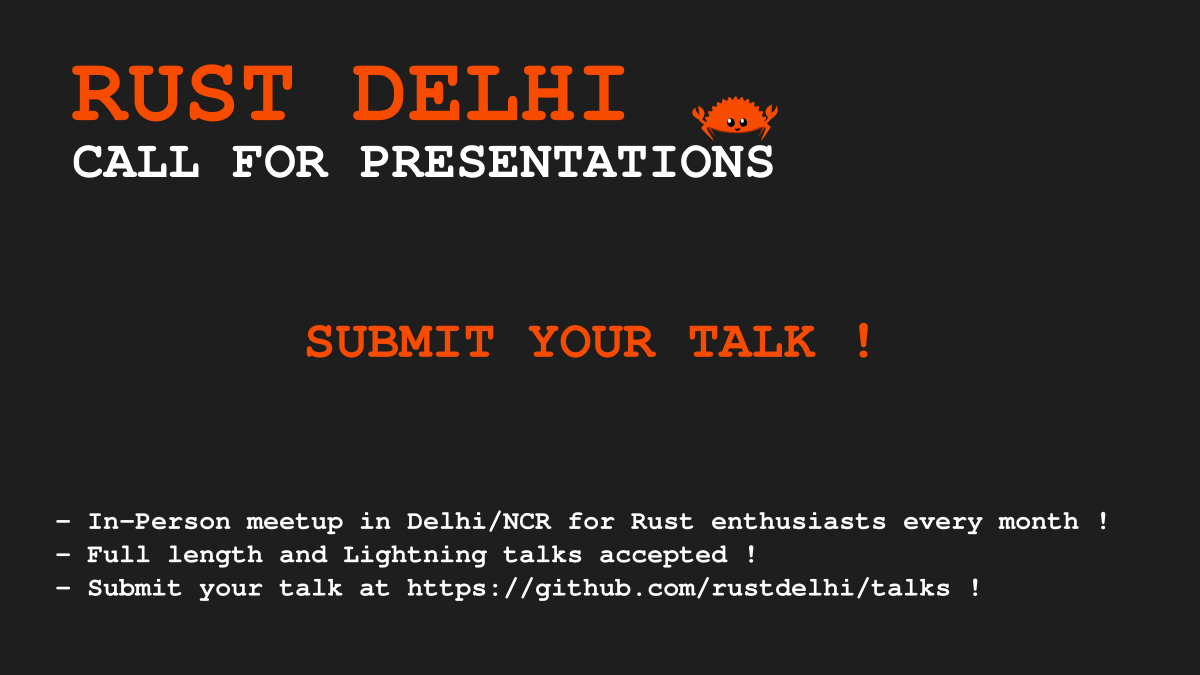 RUST DELHI
CALL FOR PRESENTATIONS
SUBMIT YOUR TALK !
- In-Person meetup in Delhi/NCR for Rust enthusiasts every month !
- Full length and Lightning talks accepted !
- Submit your talk at https://github.com/rustdelhi/talks !